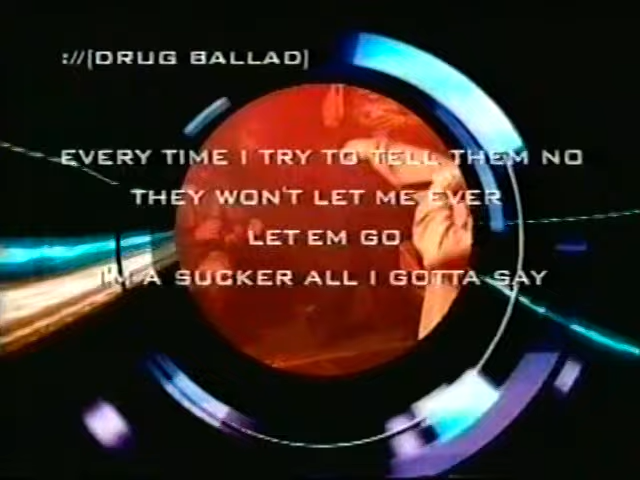 ://[DRUG BALLAD]
EVERY TIME I TRY TO TELL THEM NO
THEY WON'T LET ME EVER
LET EM GO
I'M A SUCKER ALL I GOTTA SAY